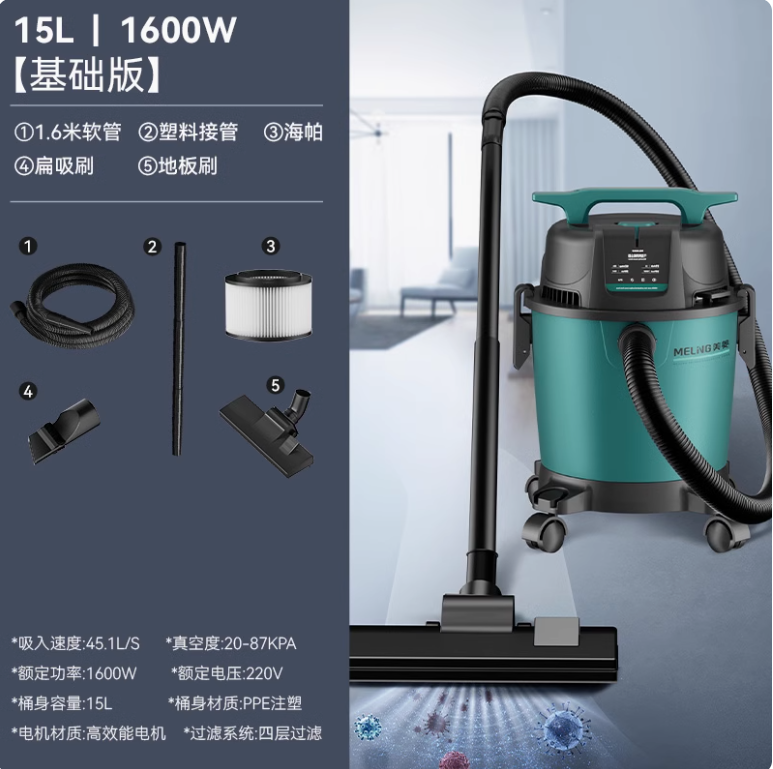 15L | 1600W
【基础版】
①1.6米软管 ②塑料接管 ③海帕
④扁吸刷 ⑤地板刷
1 2 3
4 5
MELNG美菱
*吸入速度:45.1L/S *真空度:20-87KPA
*额定功率:1600W *额定电压:220V
*桶身容量:15L *桶身材质:PPE注塑
*电机材质:高效能电机 *过滤系统:四层过滤